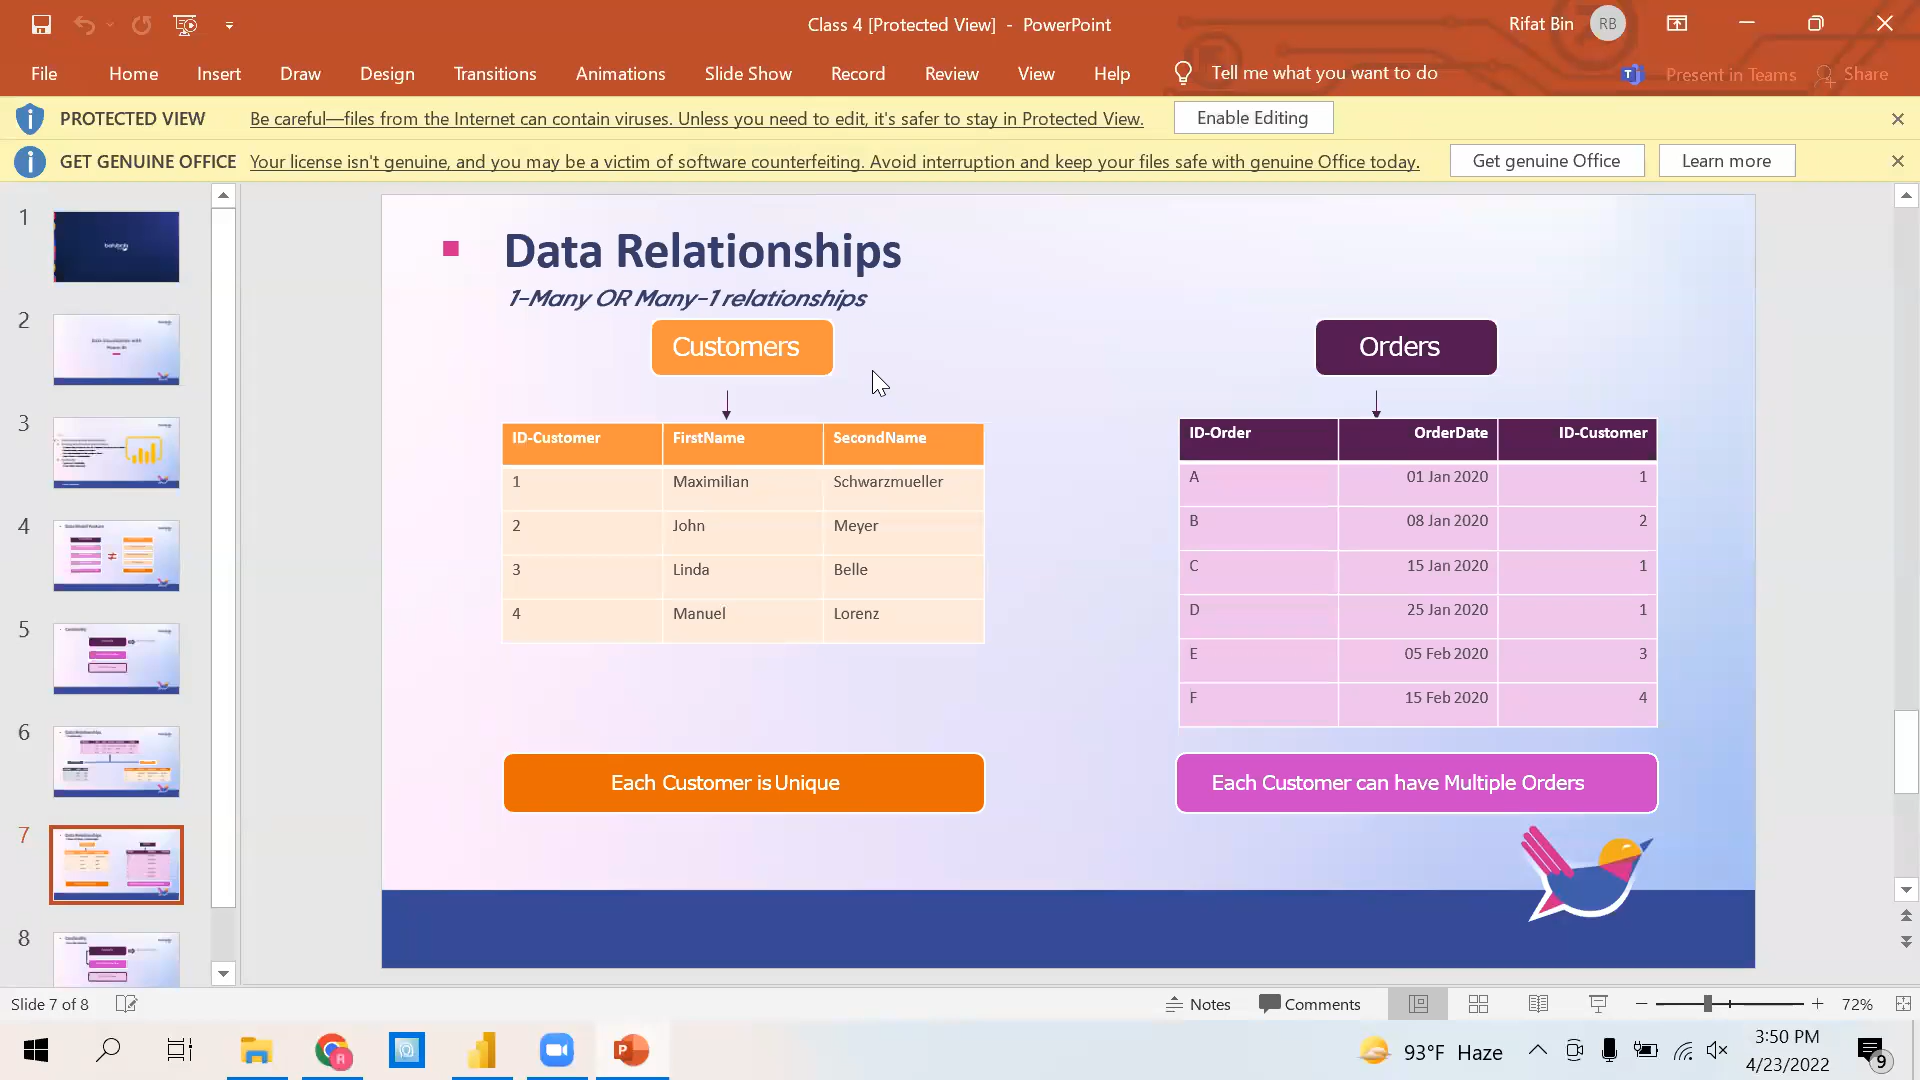 Class 4 [Protected View] - PowerPoint
Rifat Bin RB
File Home Insert Draw Design Transitions Animations Slide Show Record Review View Help Tell me what you want to do
Present in Teams Share
PROTECTED VIEW Be careful—files from the Internet can contain viruses. Unless you need to edit, it's safer to stay in Protected View. Enable Editing
GET GENUINE OFFICE Your license isn't genuine, and you may be a victim of software counterfeiting. Avoid interruption and keep your files safe with genuine Office today. Get genuine Office Learn more
1
2
3
4
5
6
7
8
Data Relationships
1-Many OR Many-1 relationships
Customers
ID-Customer FirstName SecondName
1 Maximilian Schwarzmueller
2 John Meyer
3 Linda Belle
4 Manuel Lorenz
Each Customer is Unique
Orders
ID-Order OrderDate ID-Customer
A 01 Jan 2020 1
B 08 Jan 2020 2
C 15 Jan 2020 1
D 25 Jan 2020 1
E 05 Feb 2020 3
F 15 Feb 2020 4
Each Customer can have Multiple Orders
Slide 7 of 8
Notes Comments 72%
93°F Haze
3:50 PM
4/23/2022
9